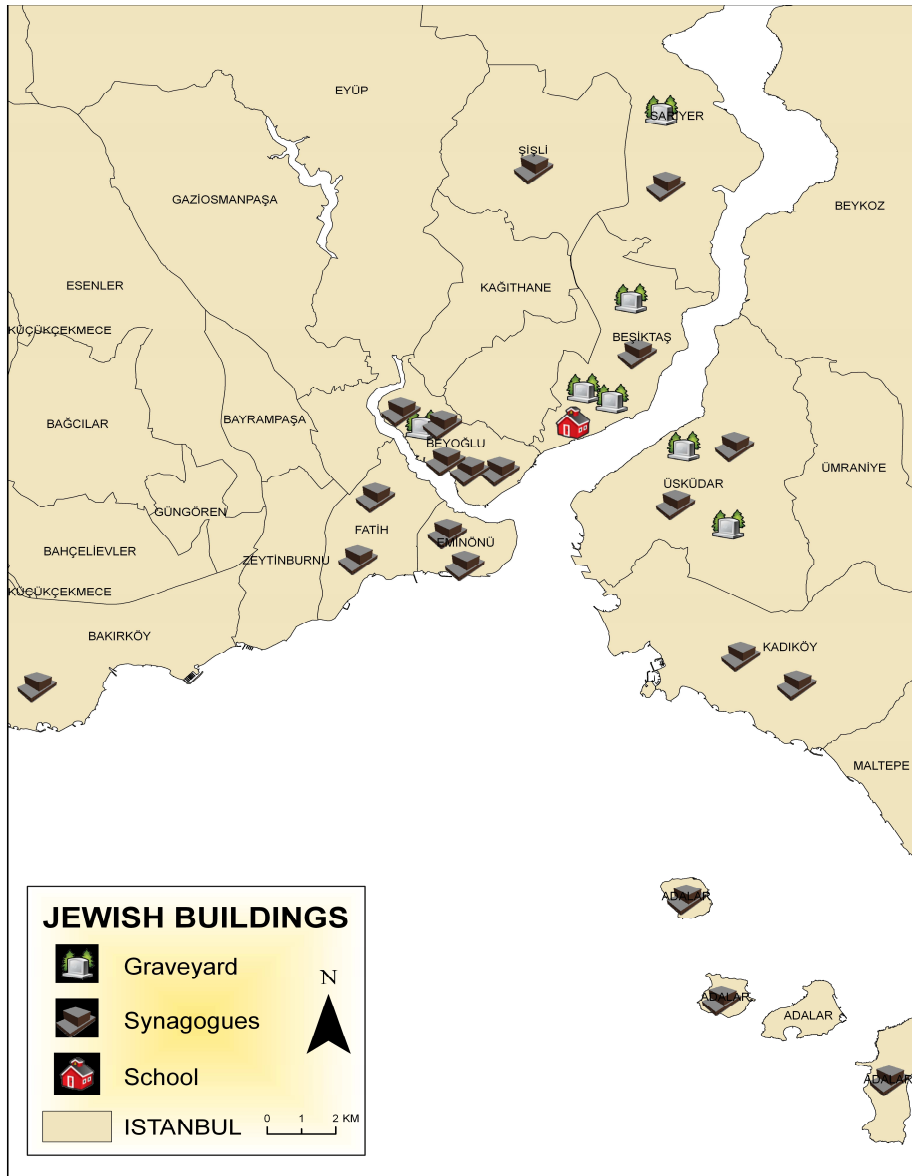 EYÜP
SARIYER
ŞİŞLİ
GAZİOSMANPAŞA
BEYKOZ
ESENLER
KAĞITHANE
KÜÇÜKÇEKMECE
BEŞİKTAŞ
BAĞCILAR
BAYRAMPAŞA
BEYOĞLU
ÜMRANİYE
ÜSKÜDAR
GÜNGÖREN
FATİH
EMİNÖNÜ
BAHÇELİEVLER
ZEYTİNBURNU
KÜÇÜKÇEKMECE
BAKIRKÖY
KADIKÖY
MALTEPE
ADALAR
ADALAR
ADALAR
ADALAR
JEWISH BUILDINGS
Graveyard
Synagogues
School
ISTANBUL
N
0 1 2 KM